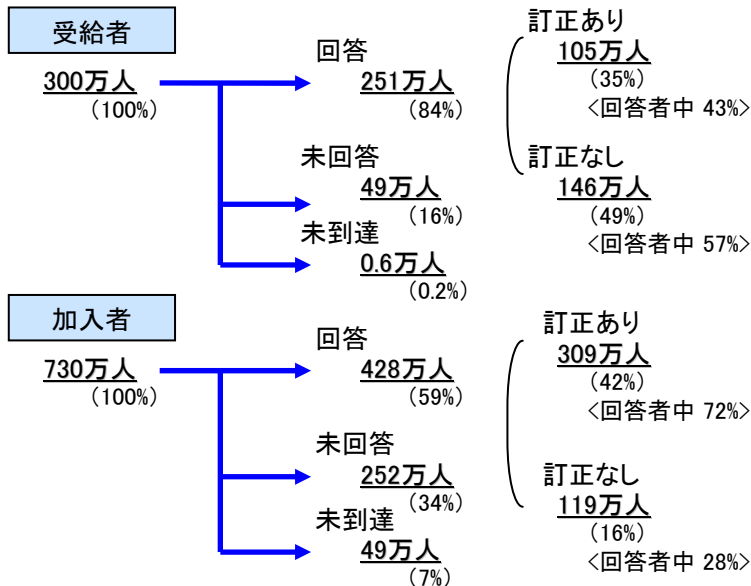 受給者
300万人
(100%)
回答
251万人
(84%)
訂正あり
105万人
(35%)
<回答者中 43%>
訂正なし
146万人
(49%)
<回答者中 57%>
未回答
49万人
(16%)
未到達
0.6万人
(0.2%)
加入者
730万人
(100%)
回答
428万人
(59%)
訂正あり
309万人
(42%)
<回答者中 72%>
訂正なし
119万人
(16%)
<回答者中 28%>
未回答
252万人
(34%)
未到達
49万人
(7%)